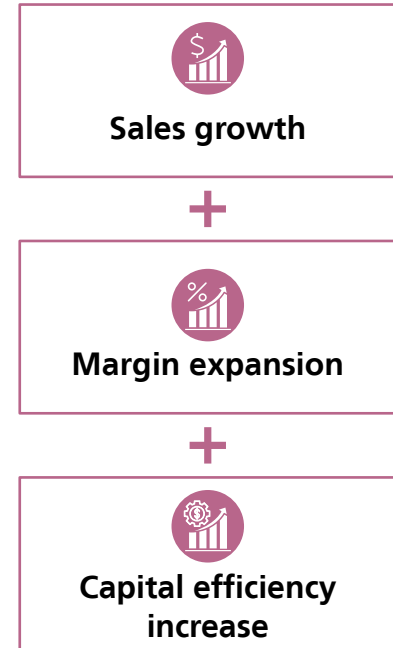 $
Sales growth
+
%
Margin expansion
+
$
Capital efficiency
increase